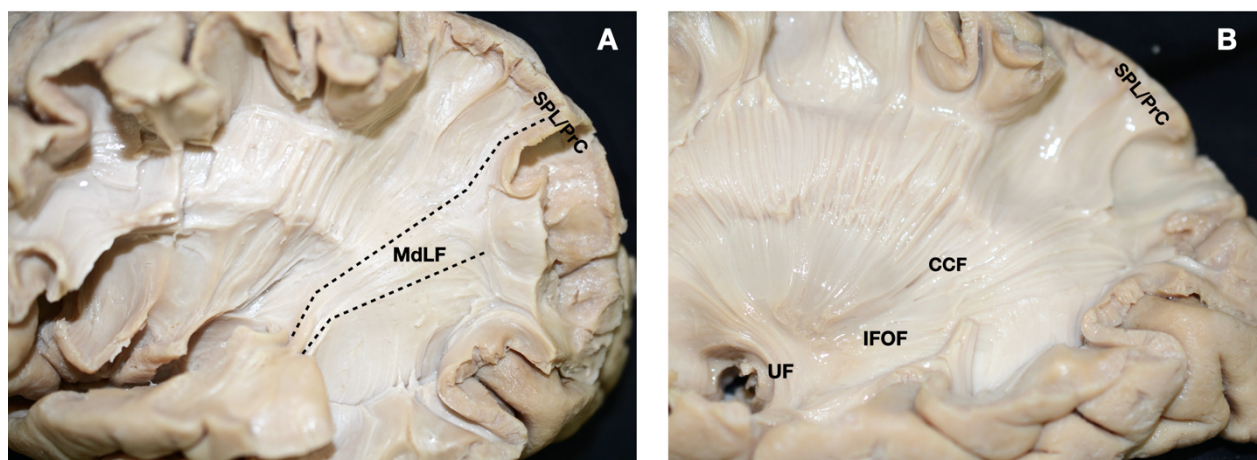 A
SPL/PrC
MdLF
B
SPL/PrC
CCF
IFOF
UF